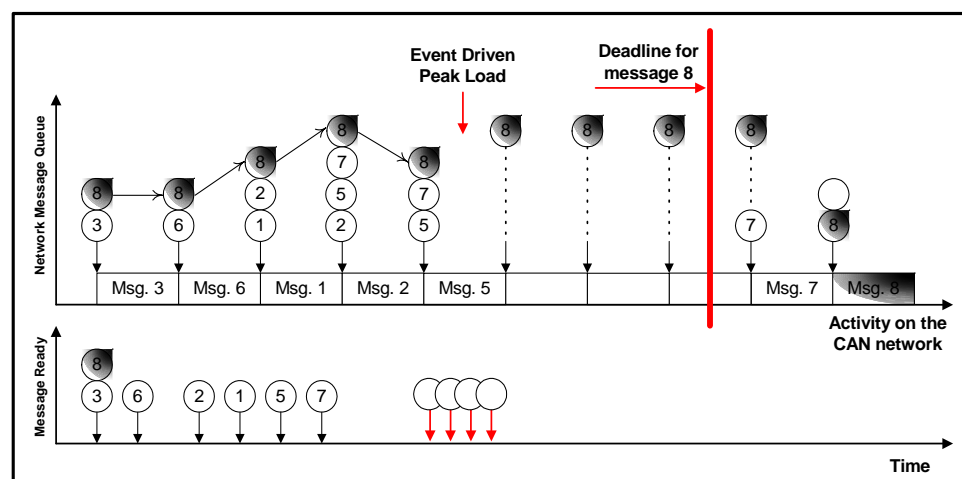 Event Driven
Peak Load
Deadline for
message 8
Network Message Queue
8 8 8 8 8 8 8 8 8
2 7 7
3 6 1 5 5 7 8
2
Msg. 3 Msg. 6 Msg. 1 Msg. 2 Msg. 5 Msg. 7 Msg. 8
Activity on the
CAN network
Message Ready
8
3 6 2 1 5 7
Time